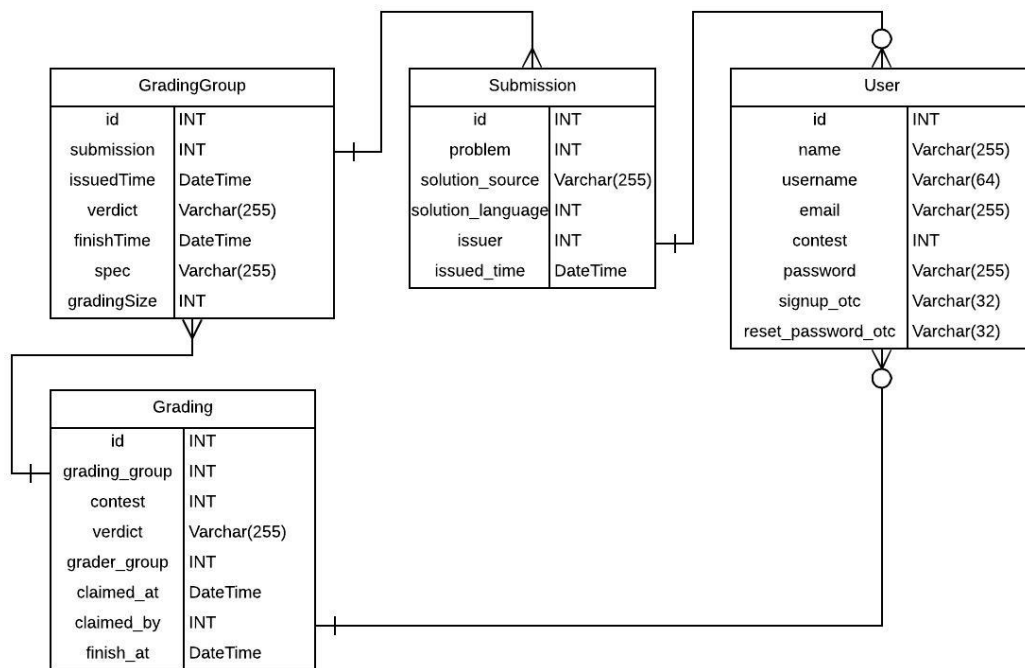 GradingGroup
id INT
submission INT
issuedTime DateTime
verdict Varchar(255)
finishTime DateTime
spec Varchar(255)
gradingSize INT
Submission
id INT
problem INT
solution_source Varchar(255)
solution_language INT
issuer INT
issued_time DateTime
User
id INT
name Varchar(255)
username Varchar(64)
email Varchar(255)
contest INT
password Varchar(255)
signup_otc Varchar(32)
reset_password_otc Varchar(32)
Grading
id INT
grading_group INT
contest INT
verdict Varchar(255)
grader_group INT
claimed_at DateTime
claimed_by INT
finish_at DateTime